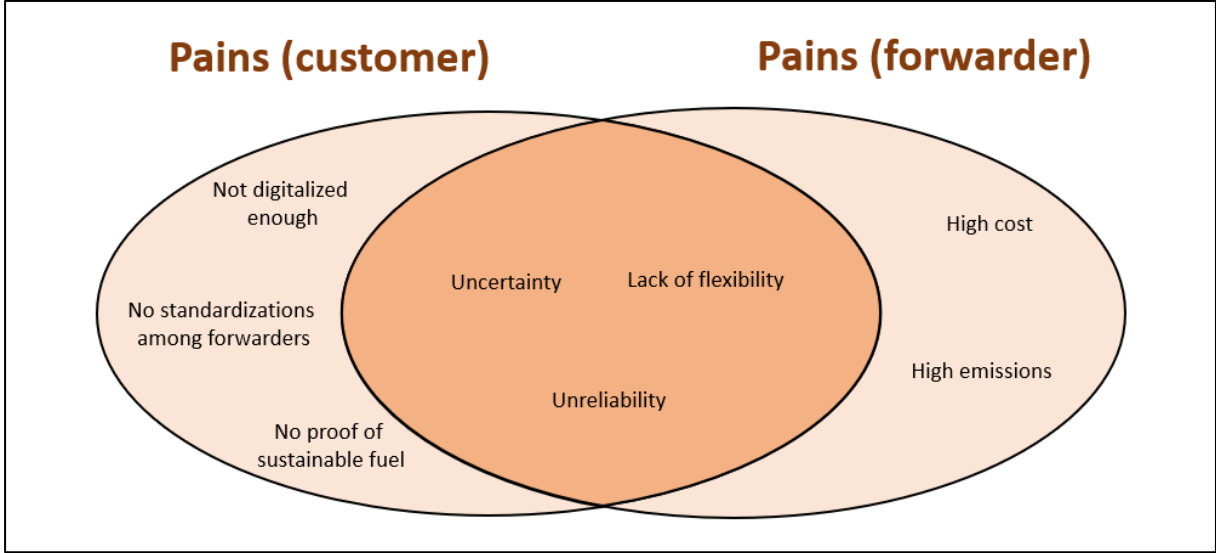 Pains (customer)
Pains (forwarder)
Not digitalized
enough
No standardizations
among forwarders
No proof of
sustainable fuel
Uncertainty
Lack of flexibility
Unreliability
High cost
High emissions